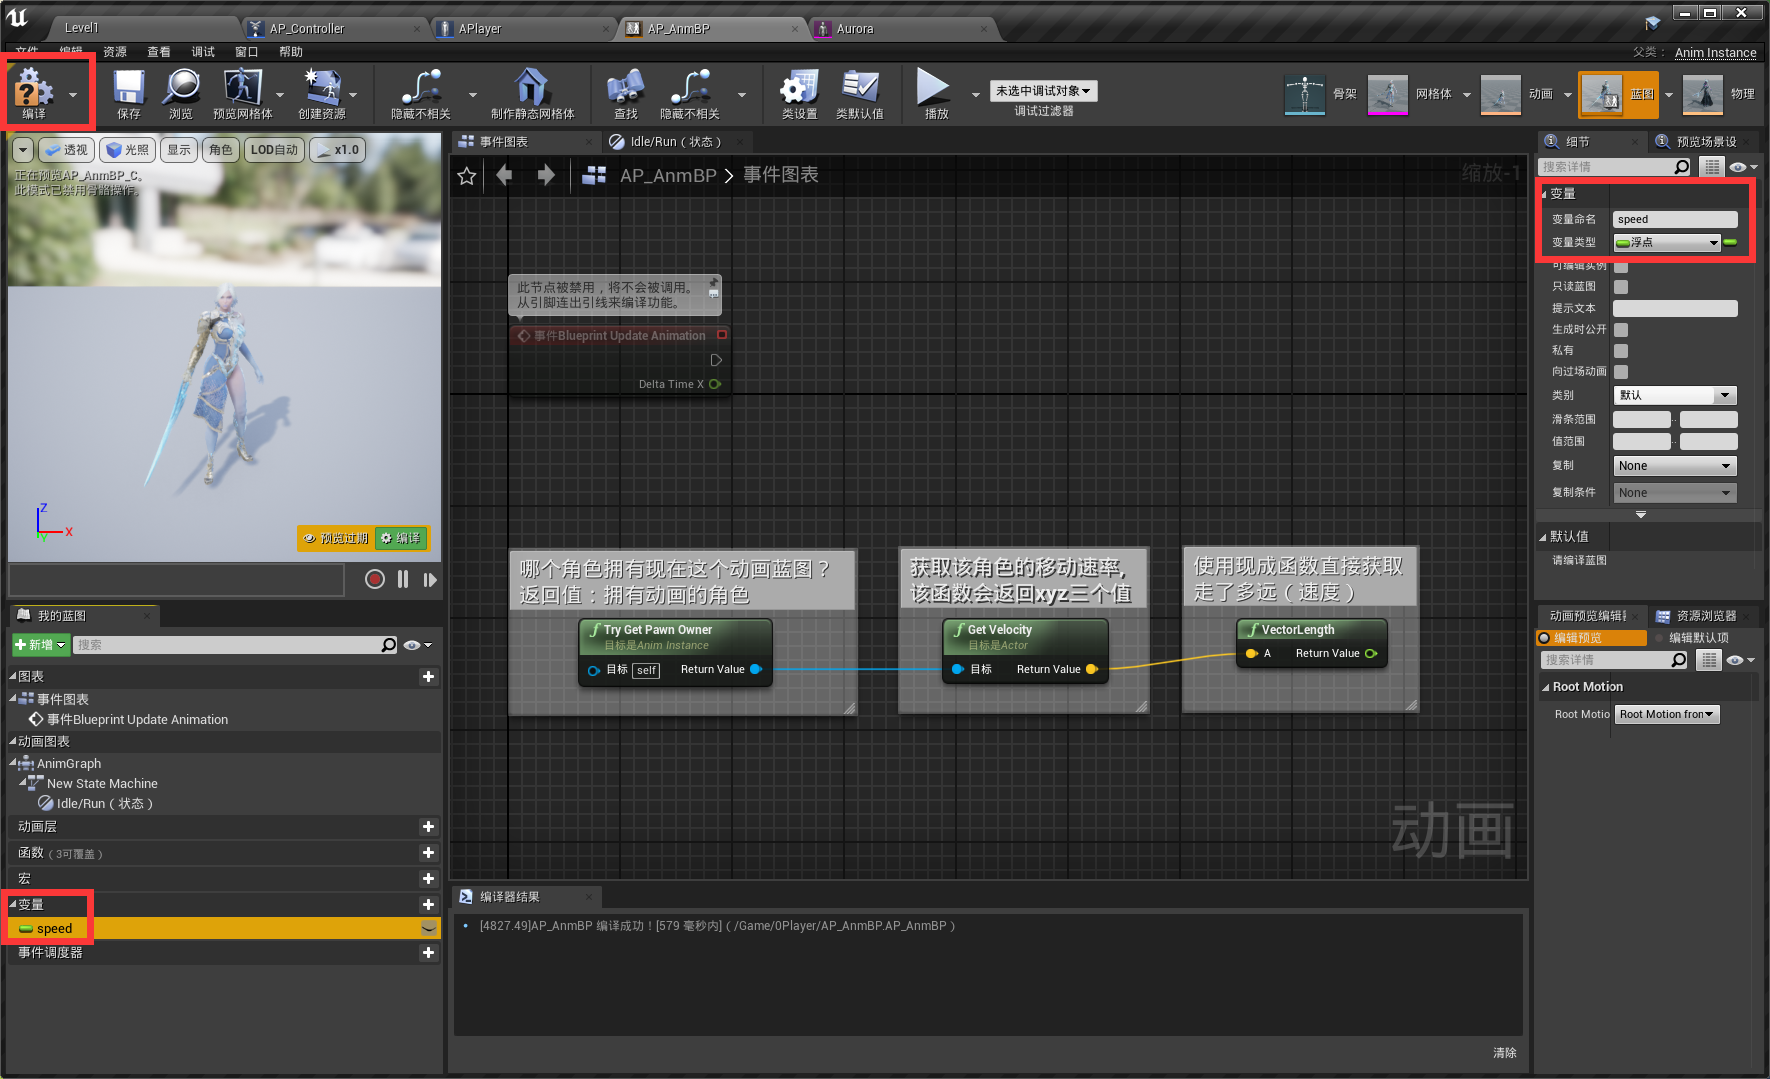 Level1
AP_Controller
APlayer
AP_AnmBP
Aurora
文件 编辑 资源 查看 调试 窗口 帮助
父类： Anim Instance
编译
保存
浏览
预览网格体
创建资源
隐藏不相关
制作静态网格体
查找
隐藏不相关
类设置
类默认值
播放
未选中调试对象
调试过滤器
骨架
网格体
动画
蓝图
物理
透视
光照
显示
角色
LOD自动
x1.0
正在预览AP_AnmBP_C。
此模式已禁用骨骼操作。
Z
X
Y
预览过期
编译
事件图表
Idle/Run（状态）
AP_AnmBP > 事件图表
缩放-1
此节点被禁用，将不会被调用。
从引脚连出引线来编译功能。
事件Blueprint Update Animation
Delta Time X
哪个角色拥有现在这个动画蓝图？
返回值：拥有动画的角色
Try Get Pawn Owner
目标是Anim Instance
目标 self
Return Value
获取该角色的移动速率,
该函数会返回xyz三个值
Get Velocity
目标是Actor
目标
Return Value
使用现成函数直接获取
走了多远（速度）
VectorLength
A
Return Value
动画
编译器结果
[4827.49]AP_AnmBP 编译成功！[579 毫秒内]（/Game/0Player/AP_AnmBP.AP_AnmBP）
清除
我的蓝图
新增
搜索
图表
事件图表
事件Blueprint Update Animation
动画图表
AnimGraph
New State Machine
Idle/Run（状态）
动画层
函数（3可覆盖）
宏
变量
speed
事件调度器
细节
预览场景设
搜索详情
变量
变量命名 speed
变量类型 浮点
可编辑实例
只读蓝图
提示文本
生成时公开
私有
向过场动画
类别 默认
滑条范围
值范围
复制 None
复制条件 None
默认值
请编译蓝图
动画预览编辑器
资源浏览器
编辑预览
编辑默认项
搜索详情
Root Motion
Root Motio Root Motion from